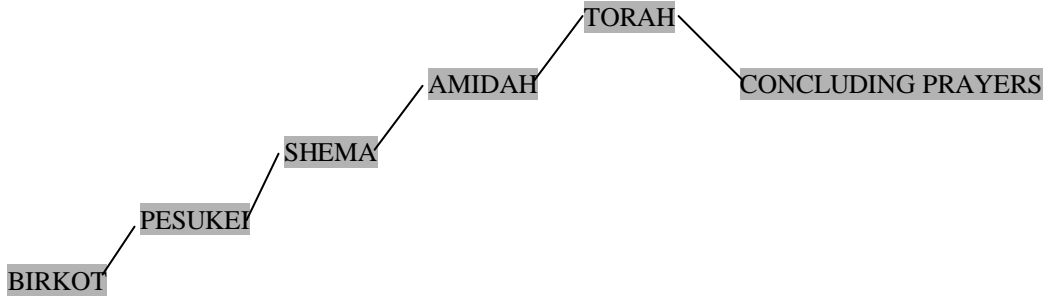 TORAH
AMIDAH
CONCLUDING PRAYERS
SHEMA
PESUKEI
BIRKOT